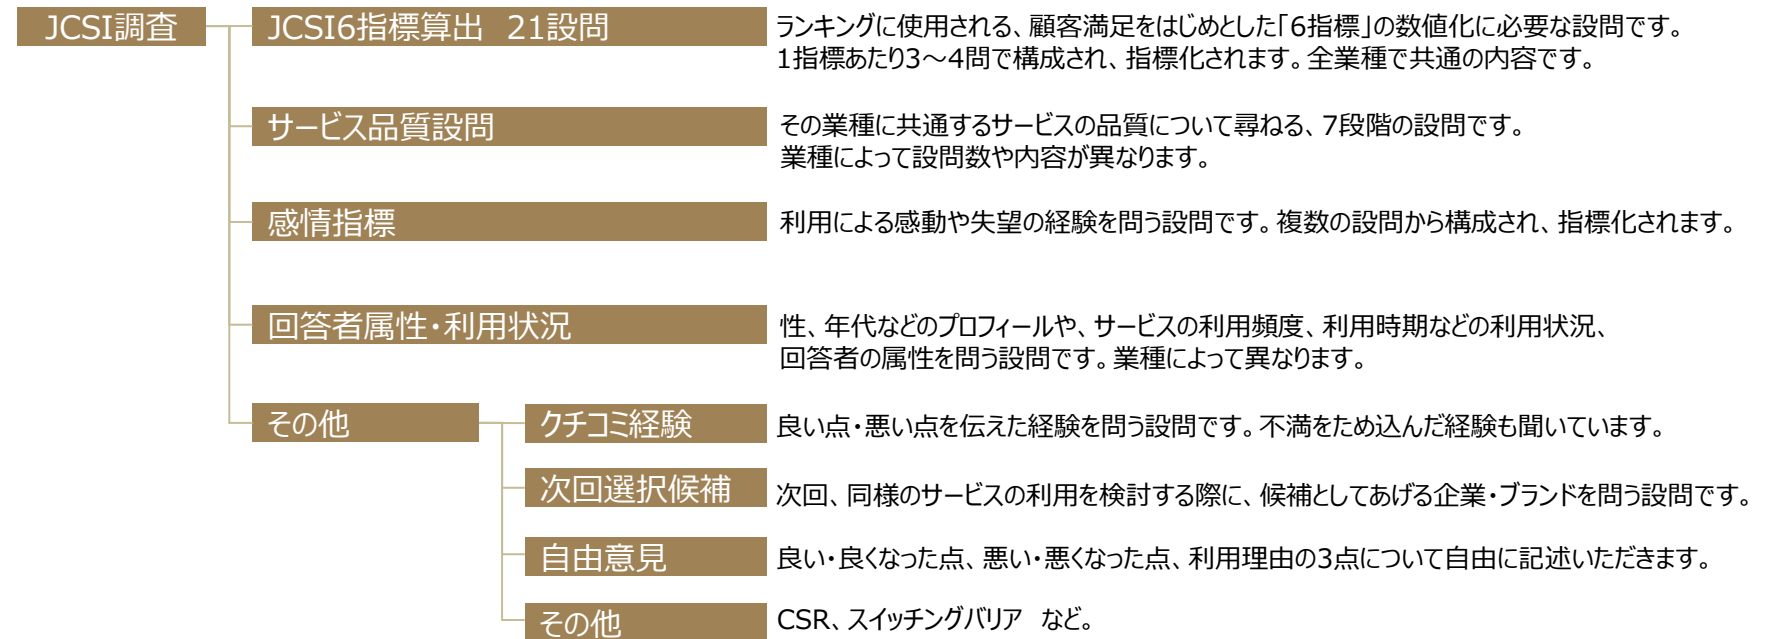 JCSI調査
JCSI6指標算出　21設問
ランキングに使用される、顧客満足をはじめとした「6指標」の数値化に必要な設問です。
1指標あたり3～4問で構成され、指標化されます。全業種で共通の内容です。
サービス品質設問
その業種に共通するサービスの品質について尋ねる、7段階の設問です。
業種によって設問数や内容が異なります。
感情指標
利用による感動や失望の経験を問う設問です。複数の設問から構成され、指標化されます。
回答者属性・利用状況
性、年代などのプロフィールや、サービスの利用頻度、利用時期などの利用状況、
回答者の属性を問う設問です。業種によって異なります。
その他
クチコミ経験
良い点・悪い点を伝えた経験を問う設問です。不満をため込んだ経験も聞いています。
次回選択候補
次回、同様のサービスの利用を検討する際に、候補としてあげる企業・ブランドを問う設問です。
自由意見
良い・良くなった点、悪い・悪くなった点、利用理由の3点について自由に記述いただきます。
その他
CSR、スイッチングバリア　など。